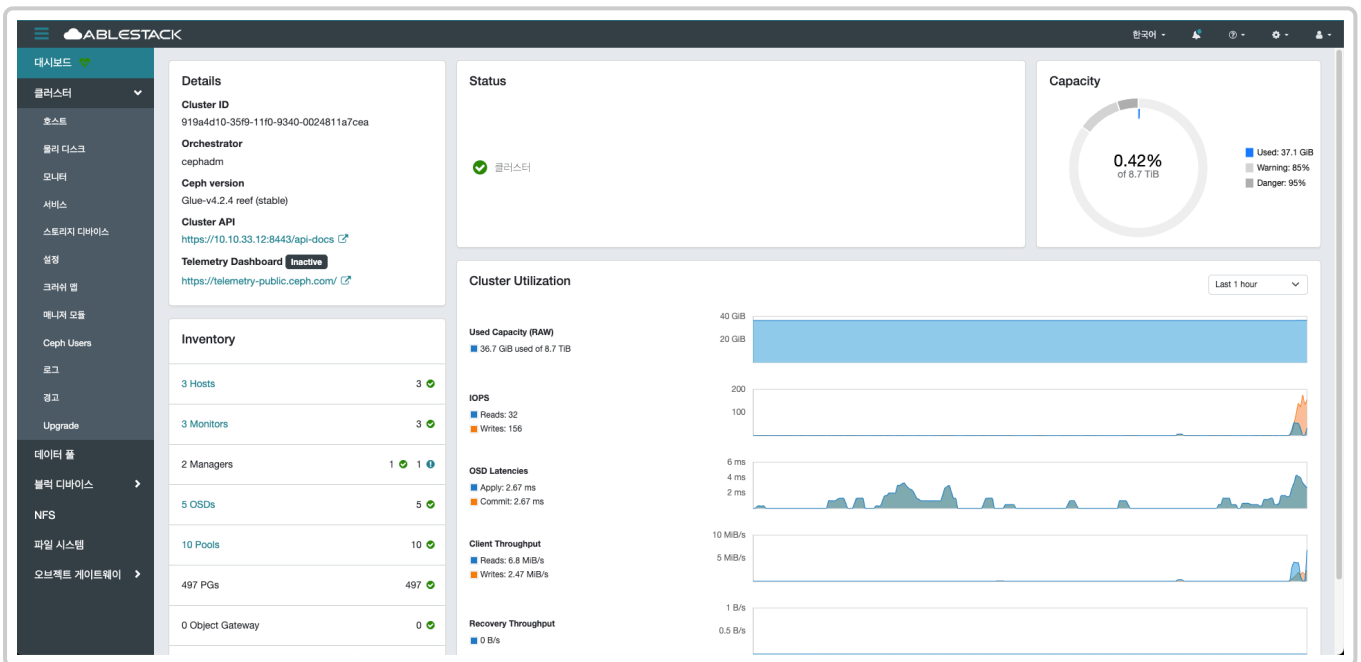 ABLESTACK
한국어
대시보드
클러스터
호스트
물리 디스크
모니터
서비스
스토리지 디바이스
설정
크러쉬 맵
매니저 모듈
Ceph Users
로그
경고
Upgrade
데이터 풀
블럭 디바이스
NFS
파일 시스템
오브젝트 게이트웨이
Details
Cluster ID
919a4d10-35f9-11f0-9340-0024811a7cea
Orchestrator
cephadm
Ceph version
Glue-v4.2.4 reef (stable)
Cluster API
https://10.10.33.12:8443/api-docs
Telemetry Dashboard Inactive
https://telemetry-public.ceph.com/
Status
클러스터
Capacity
0.42%
of 8.7 TiB
Used: 37.1 GiB
Warning: 85%
Danger: 95%
Inventory
3 Hosts 3
3 Monitors 3
2 Managers 1 1
5 OSDs 5
10 Pools 10
497 PGs 497
0 Object Gateway 0
Cluster Utilization
Last 1 hour
Used Capacity (RAW)
36.7 GiB used of 8.7 TiB
40 GiB
20 GiB
IOPS
Reads: 32
Writes: 156
200
100
OSD Latencies
Apply: 2.67 ms
Commit: 2.67 ms
6 ms
4 ms
2 ms
Client Throughput
Reads: 6.8 MiB/s
Writes: 2.47 MiB/s
10 MiB/s
5 MiB/s
Recovery Throughput
0 B/s
1 B/s
0.5 B/s